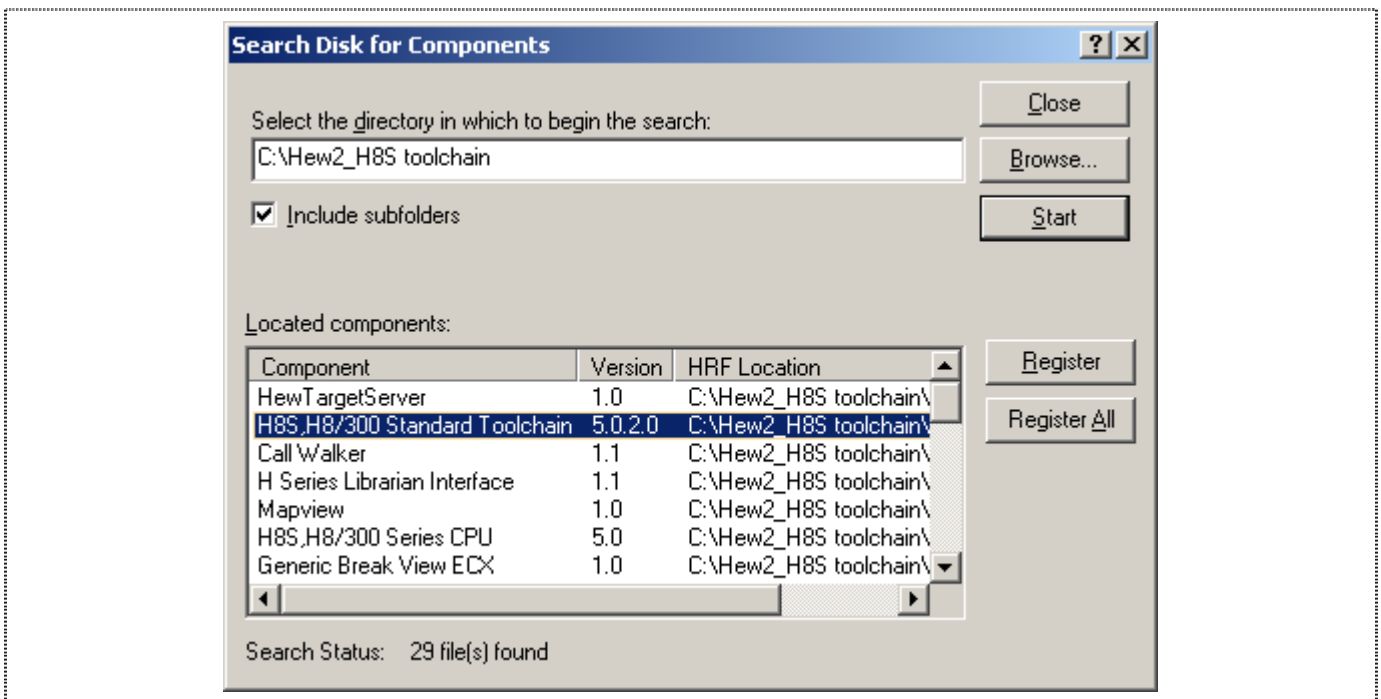 Search Disk for Components
Close
Select the directory in which to begin the search:
C:\Hew2_H8S toolchain
Browse...
Include subfolders
Start
Located components:
Component Version HRF Location
Register
HewTargetServer 1.0 C:\Hew2_H8S toolchain\
H8S,H8/300 Standard Toolchain 5.0.2.0 C:\Hew2_H8S toolchain\
Register All
Call Walker 1.1 C:\Hew2_H8S toolchain\
H Series Librarian Interface 1.1 C:\Hew2_H8S toolchain\
Mapview 1.0 C:\Hew2_H8S toolchain\
H8S,H8/300 Series CPU 5.0 C:\Hew2_H8S toolchain\
Generic Break View ECX 1.0 C:\Hew2_H8S toolchain\
Search Status: 29 file(s) found